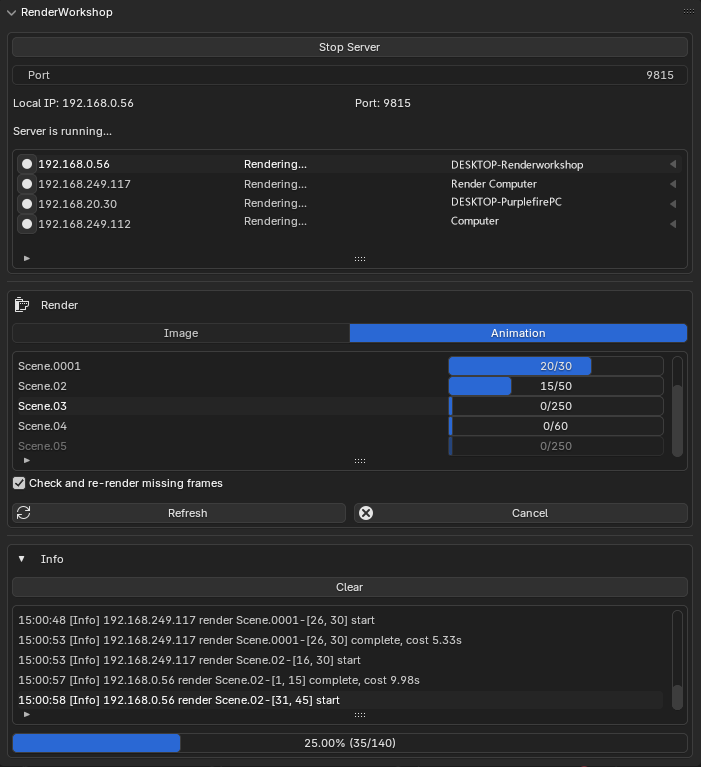 RenderWorkshop
Stop Server
Port 9815
Local IP: 192.168.0.56 Port: 9815
Server is running...
192.168.0.56 Rendering... DESKTOP-Renderworkshop
192.168.249.117 Rendering... Render Computer
192.168.20.30 Rendering... DESKTOP-PurplefirePC
192.168.249.112 Rendering... Computer
Render
Image Animation
Scene.0001 20/30
Scene.02 15/50
Scene.03 0/250
Scene.04 0/60
Scene.05 0/250
Check and re-render missing frames
Refresh Cancel
Info
Clear
15:00:48 [Info] 192.168.249.117 render Scene.0001-[26, 30] start
15:00:53 [Info] 192.168.249.117 render Scene.0001-[26, 30] complete, cost 5.33s
15:00:53 [Info] 192.168.249.117 render Scene.02-[16, 30] start
15:00:57 [Info] 192.168.0.56 render Scene.02-[1, 15] complete, cost 9.98s
15:00:58 [Info] 192.168.0.56 render Scene.02-[31, 45] start
25.00% (35/140)